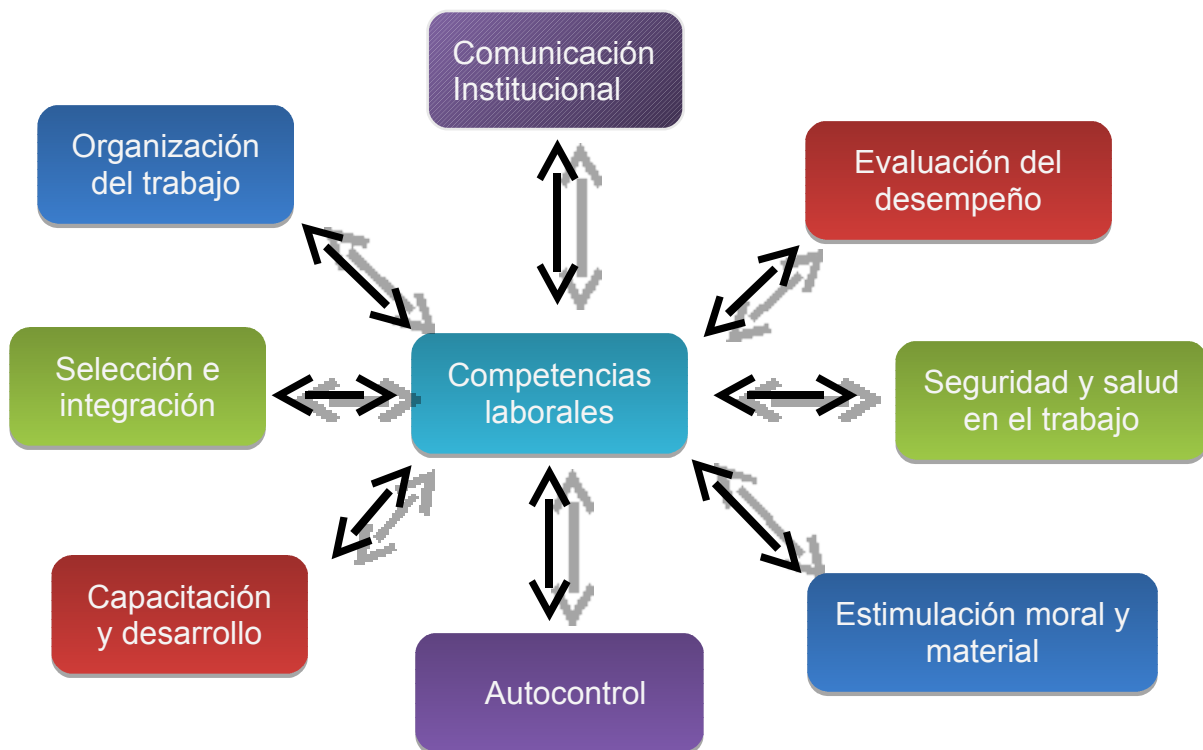 Comunicación
Institucional
Organización
del trabajo
Evaluación del
desempeño
Selección e
integración
Competencias
laborales
Seguridad y salud
en el trabajo
Capacitación
y desarrollo
Autocontrol
Estimulación moral y
material